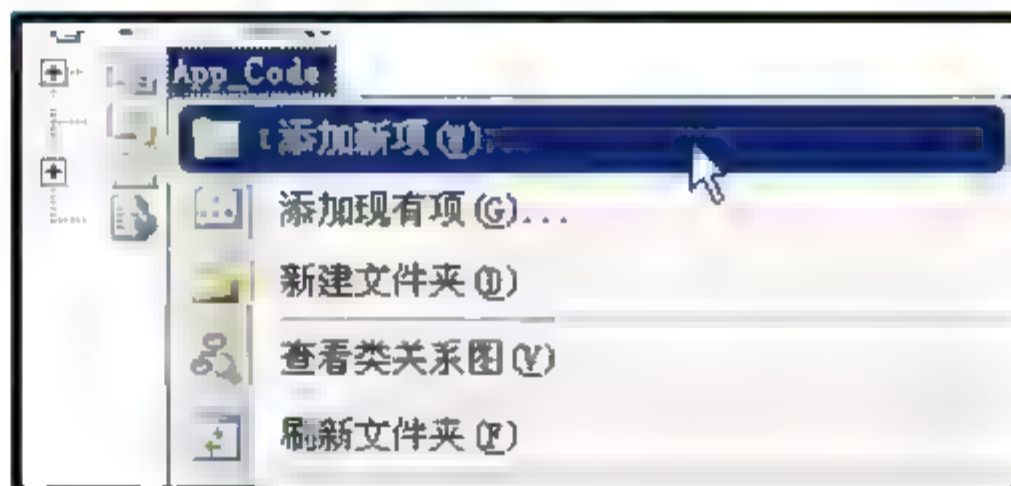 App_Code
添加新项(W)...
添加现有项(G)...
新建文件夹(D)
查看类关系图(V)
刷新文件夹(F)